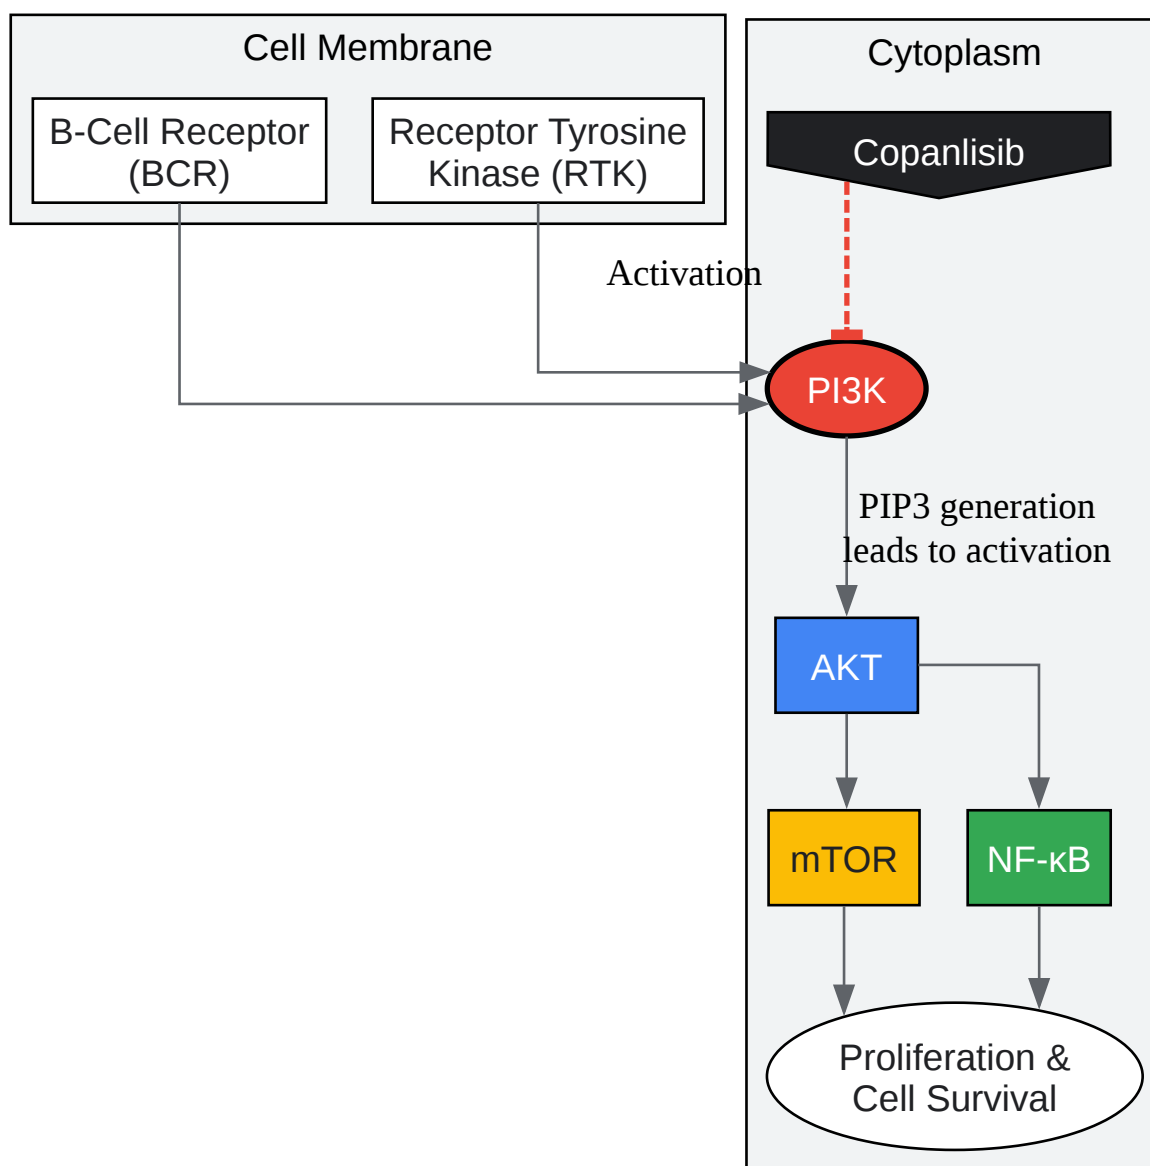 Cell Membrane
B-Cell Receptor
(BCR)
Receptor Tyrosine
Kinase (RTK)
Cytoplasm
Copanlisib
Activation
PI3K
PIP3 generation
leads to activation
AKT
mTOR
NF-κB
Proliferation &
Cell Survival